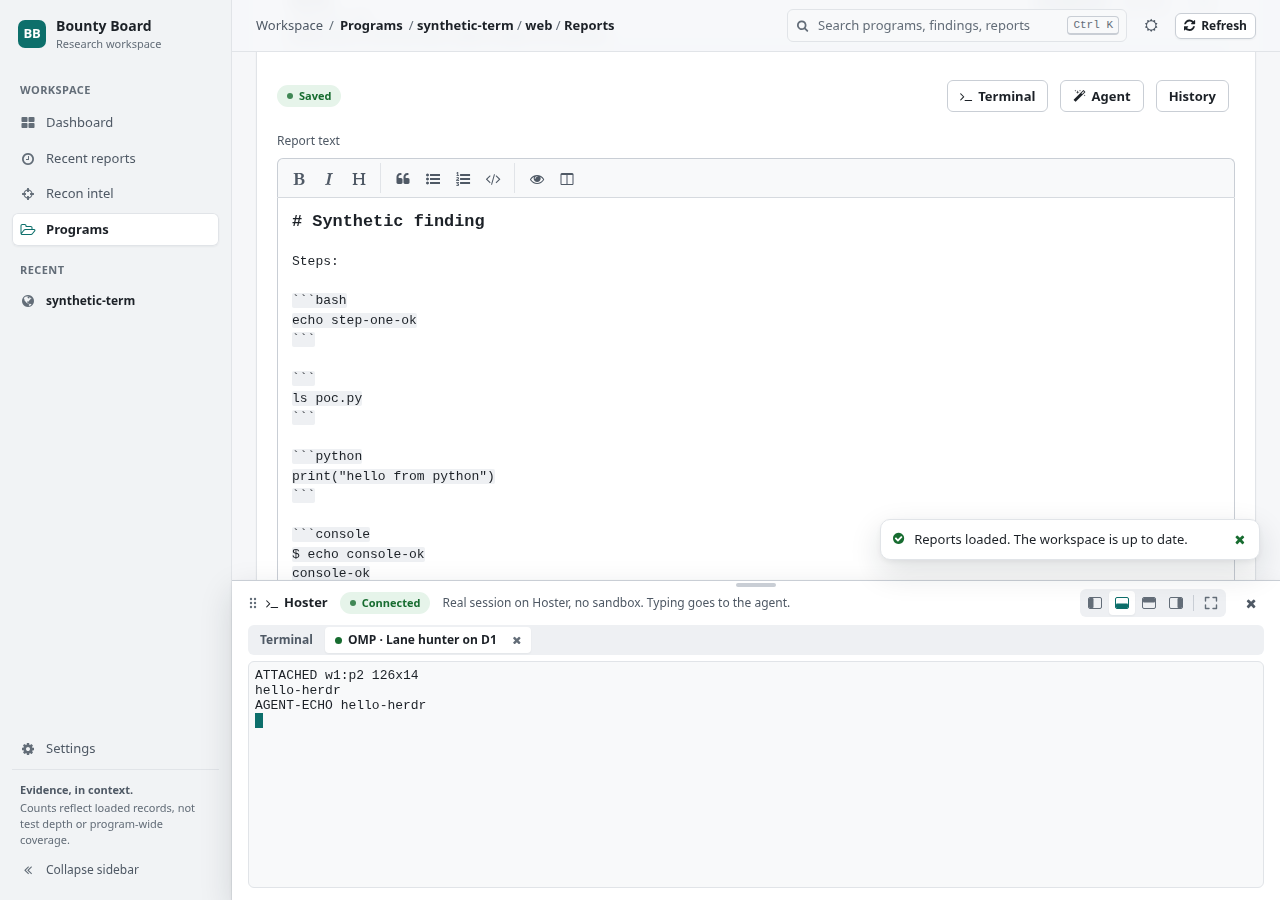 BB
Bounty Board
Research workspace
WORKSPACE
Dashboard
Recent reports
Recon intel
Programs
RECENT
synthetic-term
Settings
Evidence, in context.
Counts reflect loaded records, not
test depth or program-wide
coverage.
Collapse sidebar
Workspace / Programs / synthetic-term / web / Reports
Search programs, findings, reports
Ctrl K
Refresh
Saved
Terminal
Agent
History
Report text
B I H
# Synthetic finding
Steps:
```bash
echo step-one-ok
```
```
ls poc.py
```
```python
print("hello from python")
```
```console
$ echo console-ok
console-ok
Reports loaded. The workspace is up to date.
Hoster
Connected
Real session on Hoster, no sandbox. Typing goes to the agent.
Terminal
OMP · Lane hunter on D1
ATTACHED w1:p2 126x14
hello-herdr
AGENT-ECHO hello-herdr